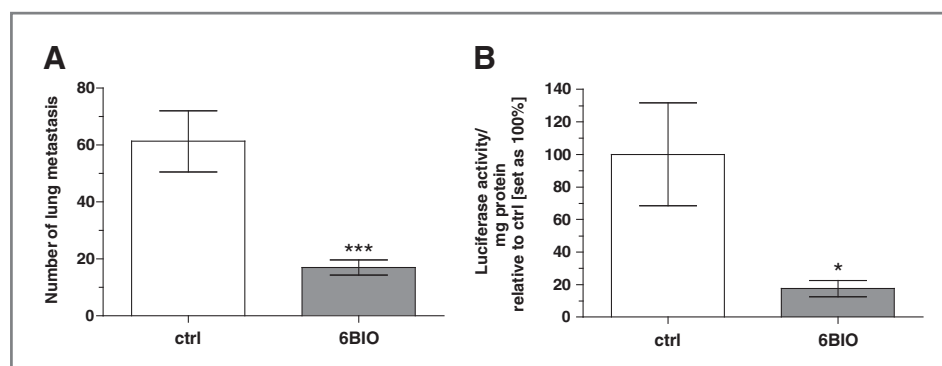 A
Number of lung metastasis
80
60
40
20
0
***
ctrl
6BIO
B
Luciferase activity/
mg protein
relative to ctrl [set as 100%]
140
120
100
80
60
40
20
0
*
ctrl
6BIO